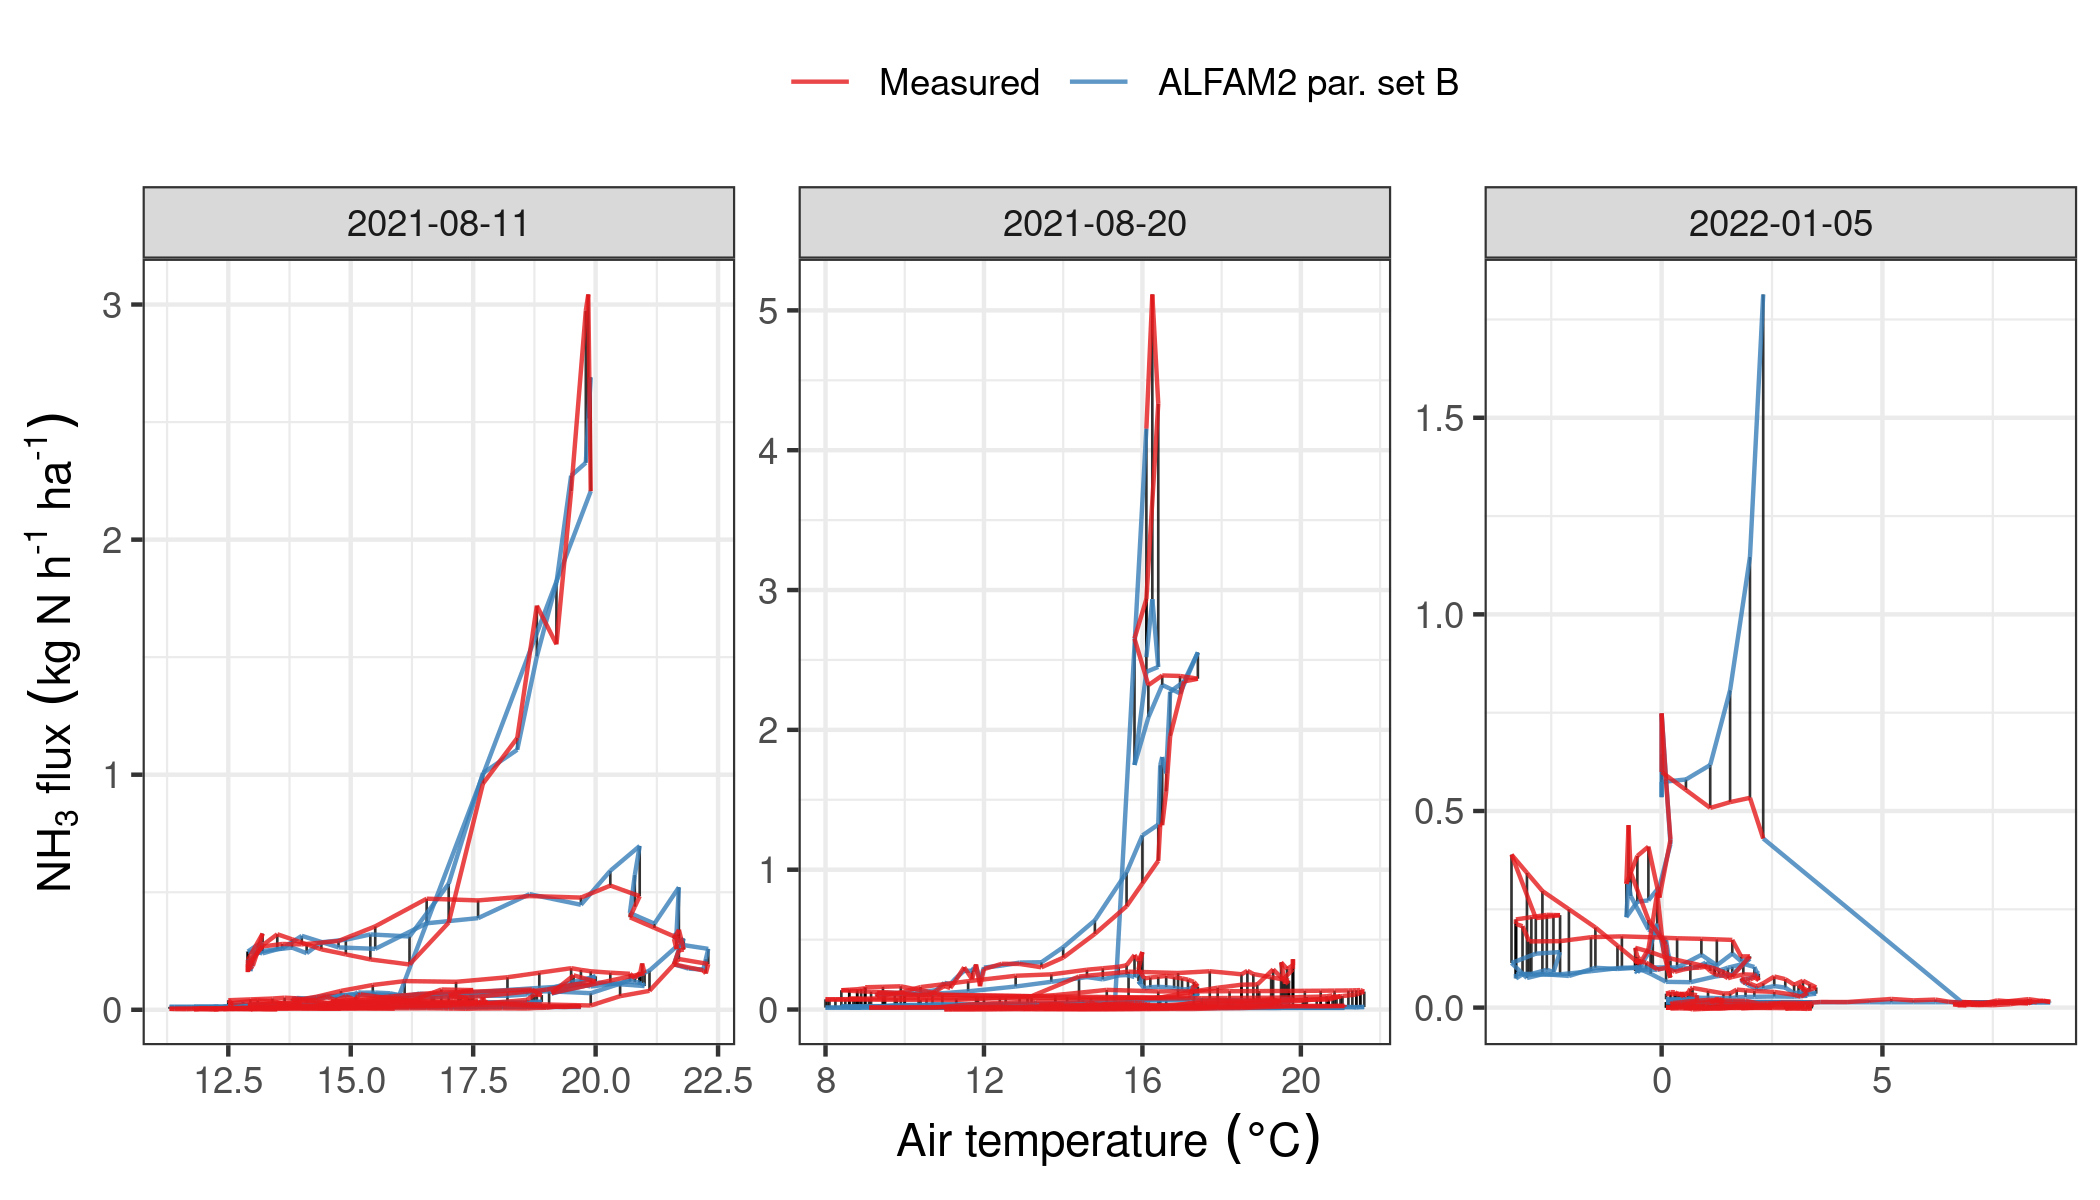 Measured ALFAM2 par. set B
2021-08-11 2021-08-20 2022-01-05
NH₃ flux (kg N h⁻¹ ha⁻¹)
3
2
1
0
5
4
3
2
1
0
1.5
1.0
0.5
0.0
12.5 15.0 17.5 20.0 22.5
8 12 16 20
0 5
Air temperature (°C)